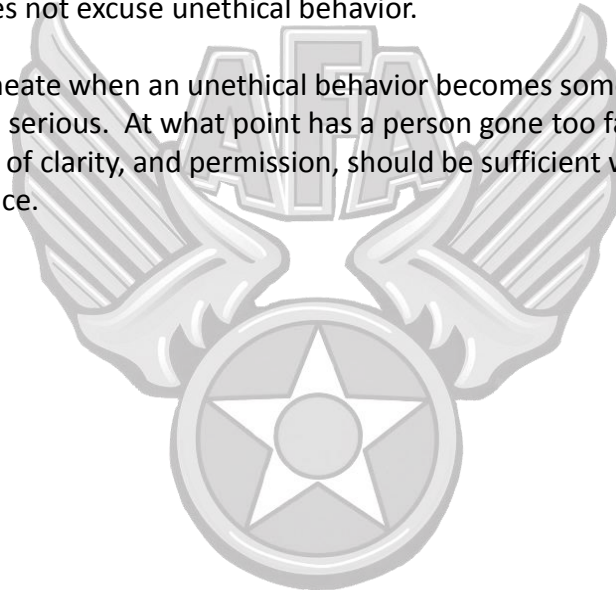 es not excuse unethical behavior.
neate when an unethical behavior becomes som
serious. At what point has a person gone too fa
of clarity, and permission, should be sufficient
ce.
AFA